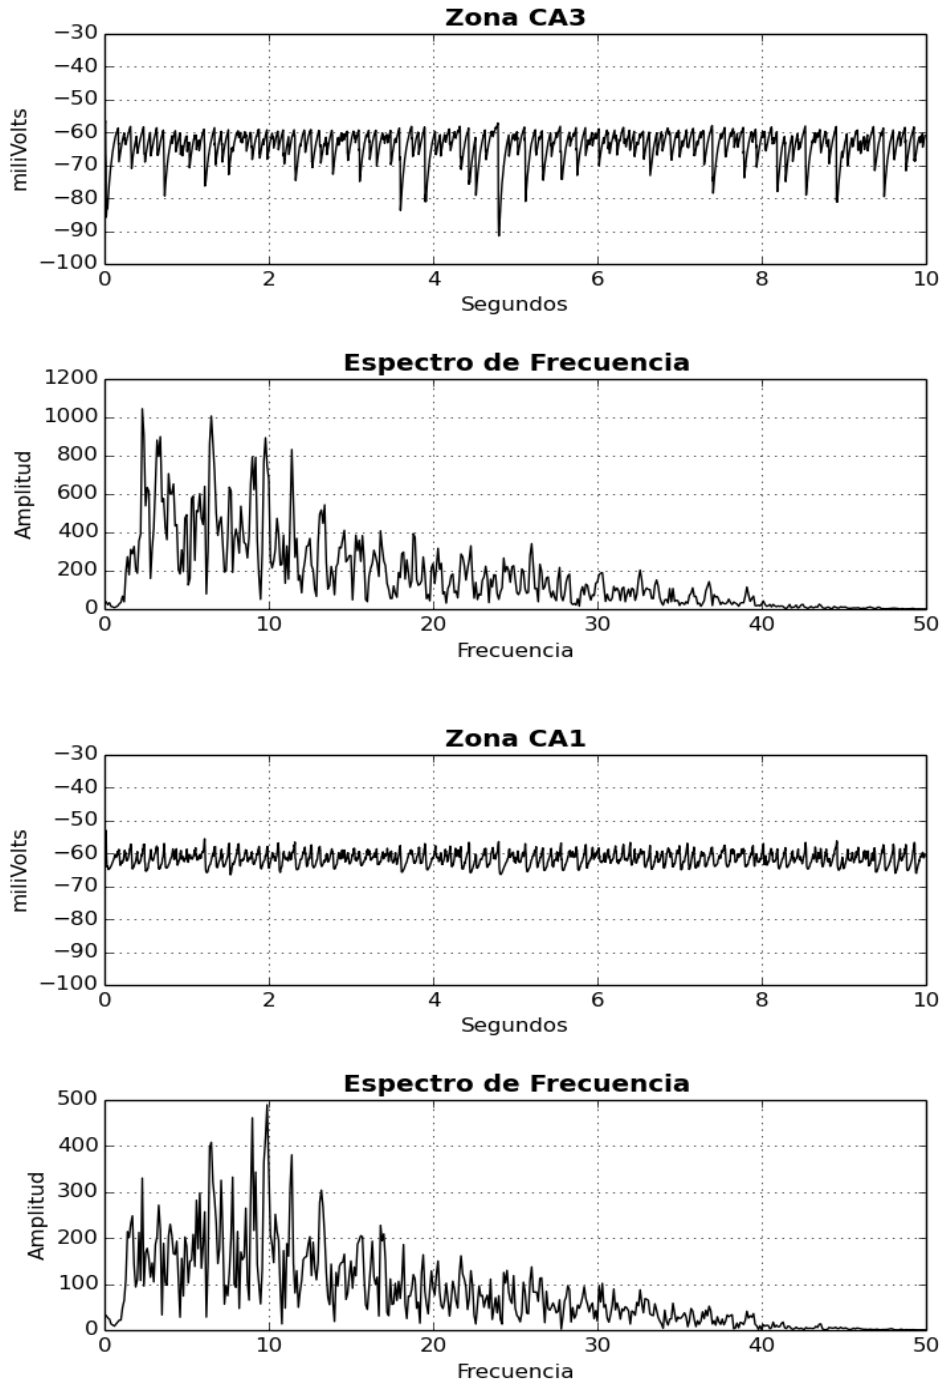 Zona CA3
−30
−40
−50
−60
−70
−80
−90
−100
miliVolts
0 2 4 6 8 10
Segundos
Espectro de Frecuencia
1200
1000
800
600
400
200
0
Amplitud
0 10 20 30 40 50
Frecuencia
Zona CA1
−30
−40
−50
−60
−70
−80
−90
−100
miliVolts
0 2 4 6 8 10
Segundos
Espectro de Frecuencia
500
400
300
200
100
0
Amplitud
0 10 20 30 40 50
Frecuencia